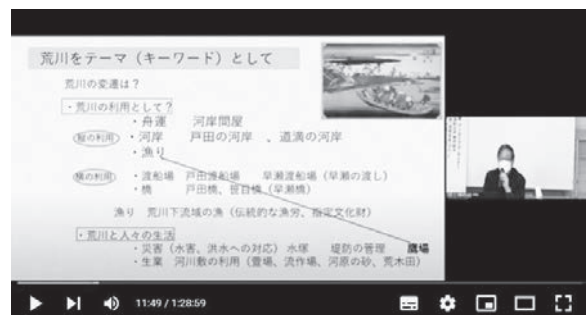 荒川をテーマ（キーワード）として
荒川の変遷は？
・荒川の利用として？
・舟運　河岸問屋
縦の利用 ・河岸　戸田の河岸　、道満の河岸
・漁り
横の利用 ・渡船場　戸田渡船場　早瀬渡船場（早瀬の渡し）
・橋　戸田橋、笹目橋（早瀬橋）
漁り　荒川下流域の漁（伝統的な漁労、指定文化財）
・荒川と人々の生活
・災害（水害、洪水への対応）水塚　堤防の管理　鷹場
・生業　河川敷の利用（萱場、流作場、河原の砂、荒木田）
11:49 / 1:28:59